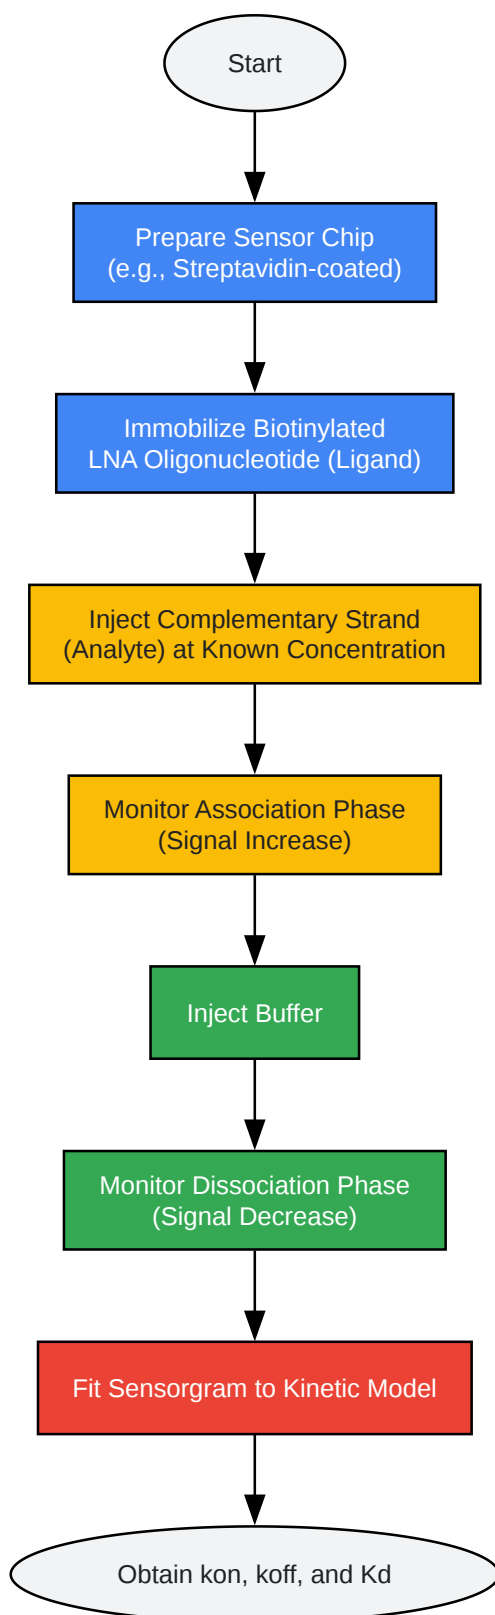 Start
Prepare Sensor Chip
(e.g., Streptavidin-coated)
Immobilize Biotinylated
LNA Oligonucleotide (Ligand)
Inject Complementary Strand
(Analyte) at Known Concentration
Monitor Association Phase
(Signal Increase)
Inject Buffer
Monitor Dissociation Phase
(Signal Decrease)
Fit Sensorgram to Kinetic Model
Obtain kon, koff, and Kd